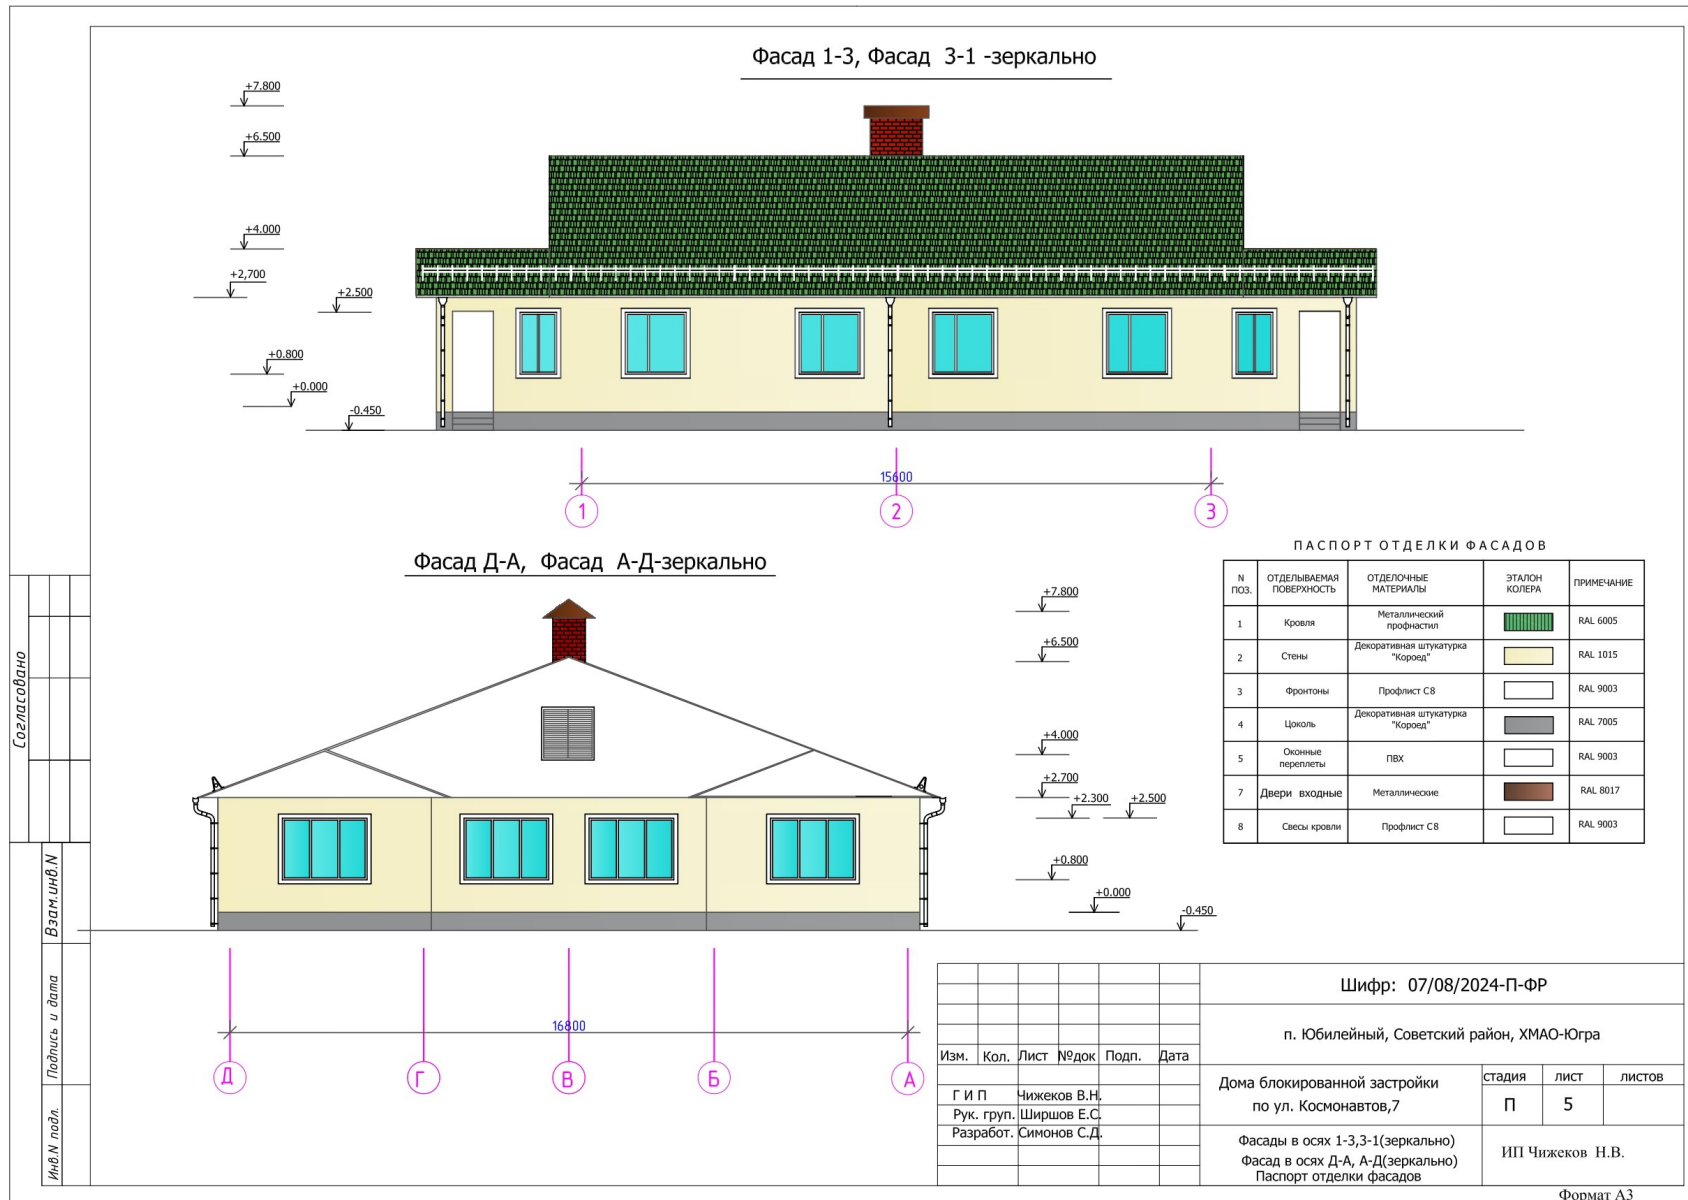 Фасад 1-3, Фасад 3-1 -зеркально
+7.800
+6.500
+4.000
+2,700
+2.500
+0.800
+0.000
-0.450
15600
1
2
3
Фасад Д-А, Фасад А-Д-зеркально
+7.800
+6.500
+4.000
+2.700
+2.300
+2.500
+0.800
+0.000
-0.450
16800
Д
Г
В
Б
А
ПАСПОРТ ОТДЕЛКИ ФАСАДОВ
N ПОЗ.
ОТДЕЛЫВАЕМАЯ ПОВЕРХНОСТЬ
ОТДЕЛОЧНЫЕ МАТЕРИАЛЫ
ЭТАЛОН КОЛЕРА
ПРИМЕЧАНИЕ
1 Кровля Металлический профнастил RAL 6005
2 Стены Декоративная штукатурка "Короед" RAL 1015
3 Фронтоны Профлист С8 RAL 9003
4 Цоколь Декоративная штукатурка "Короед" RAL 7005
5 Оконные переплеты ПВХ RAL 9003
7 Двери входные Металлические RAL 8017
8 Свесы кровли Профлист С8 RAL 9003
Согласовано
Взам.инв.N
Подпись и дата
Инв.N подл.
Шифр: 07/08/2024-П-ФР
п. Юбилейный, Советский район, ХМАО-Югра
Изм. Кол. Лист №док Подп. Дата
Г И П Чижеков В.Н.
Рук. груп. Ширшов Е.С.
Разработ. Симонов С.Д.
Дома блокированной застройки
по ул. Космонавтов,7
стадия лист листов
П 5
Фасады в осях 1-3,3-1(зеркально)
Фасад в осях Д-А, А-Д(зеркально)
Паспорт отделки фасадов
ИП Чижеков Н.В.
Формат А3